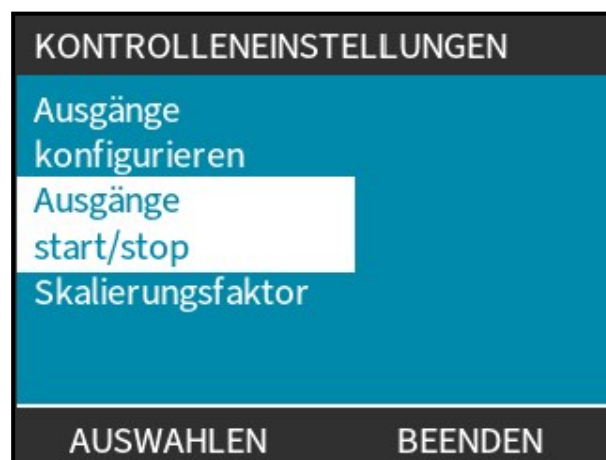 KONTROLLENEINSTELLUNGEN
Ausgänge
konfigurieren
Ausgänge
start/stop
Skalierungsfaktor
AUSWAHLEN BEENDEN